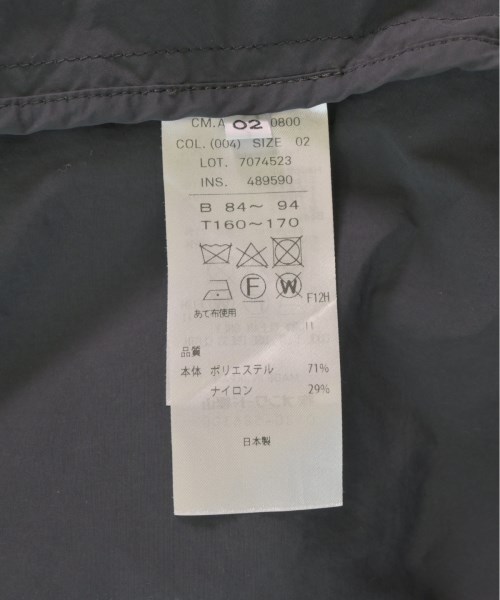 CM.A 02 0800
COL. (004) SIZE 02
LOT. 7074523
INS. 489590
B 84〜 94
T160〜170
F W F12H
あて布使用
品質
本体 ポリエステル 71%
ナイロン 29%
日本製